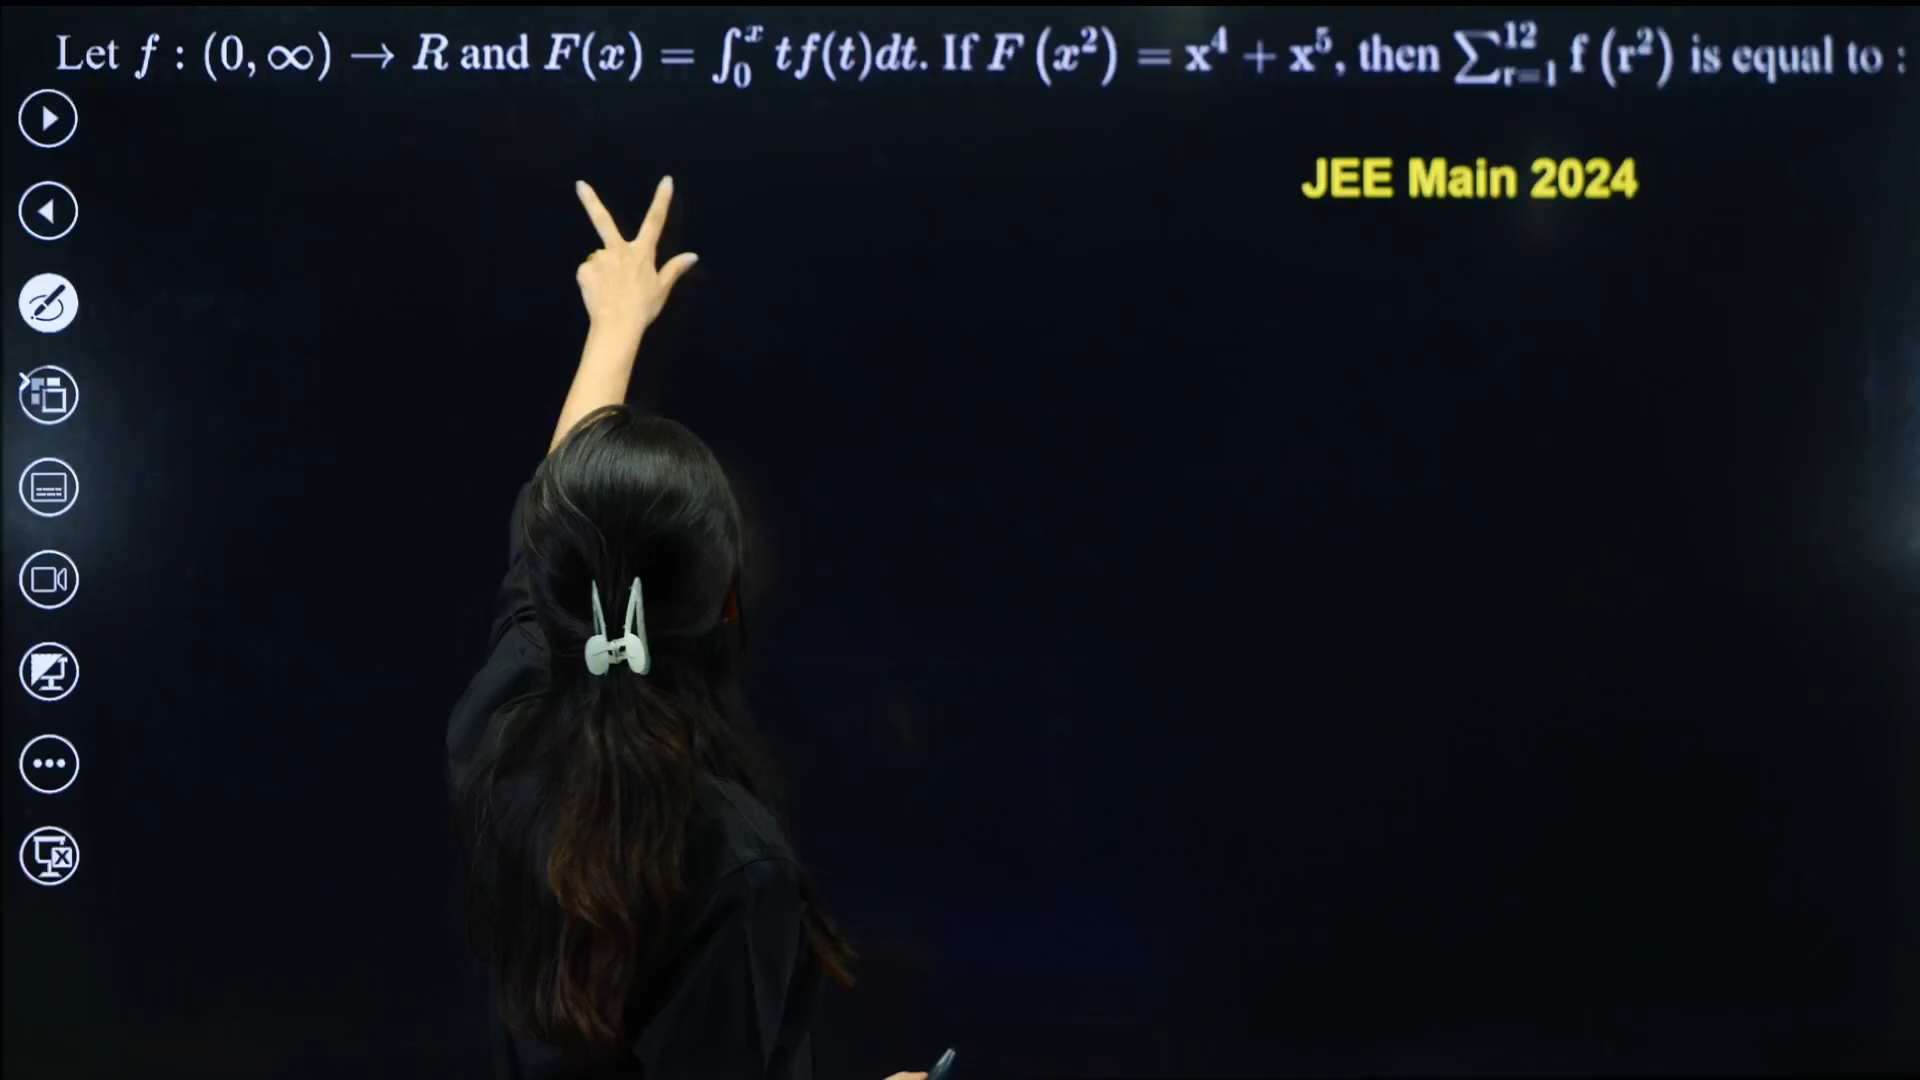 Let f : (0, ∞) → R and F(x) = ∫₀ˣ tf(t)dt. If F (x²) = x⁴ + x⁵, then ∑¹²ᵣ₌₁ f (r²) is equal to :
JEE Main 2024